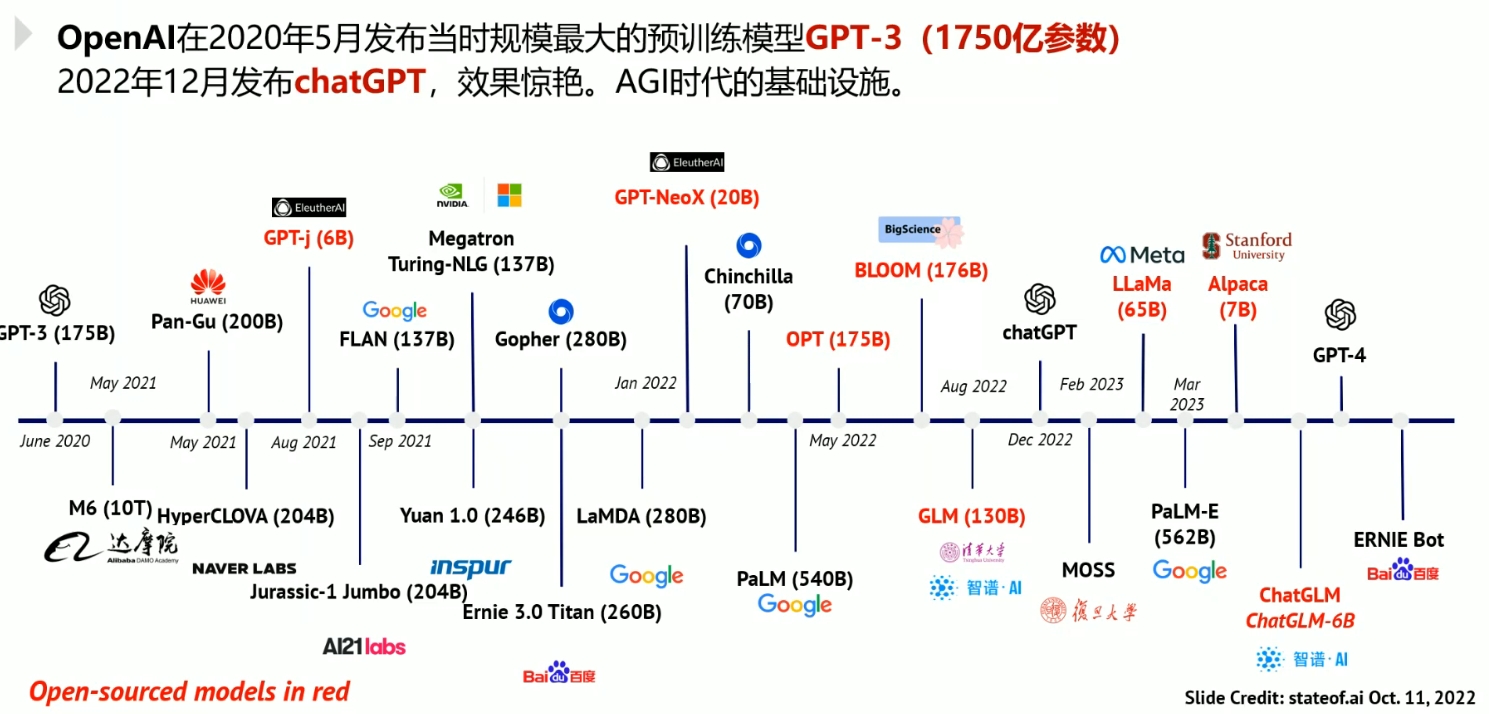 OpenAI在2020年5月发布当时规模最大的预训练模型GPT-3（1750亿参数）
2022年12月发布chatGPT，效果惊艳。AGI时代的基础设施。
EleutherAI
GPT-NeoX (20B)
EleutherAI
GPT-j (6B)
NVIDIA
Megatron
Turing-NLG (137B)
BigScience
BLOOM (176B)
Chinchilla
(70B)
Meta
LLaMa
(65B)
Stanford
University
Alpaca
(7B)
HUAWEI
Pan-Gu (200B)
GPT-3 (175B)
Google
FLAN (137B)
Gopher (280B)
OPT (175B)
chatGPT
GPT-4
May 2021
Jan 2022
Aug 2022
Feb 2023
Mar
2023
June 2020
May 2021
Aug 2021
Sep 2021
May 2022
Dec 2022
M6 (10T)
达摩院
Alibaba DAMO Academy
HyperCLOVA (204B)
NAVER LABS
Jurassic-1 Jumbo (204B)
AI21labs
Yuan 1.0 (246B)
inspur
Ernie 3.0 Titan (260B)
Bai du 百度
LaMDA (280B)
Google
PaLM (540B)
Google
GLM (130B)
清华大学
Tsinghua University
智谱·AI
MOSS
復旦大學
PaLM-E
(562B)
Google
ChatGLM
ChatGLM-6B
智谱·AI
ERNIE Bot
Bai du 百度
Open-sourced models in red
Slide Credit: stateof.ai Oct. 11, 2022